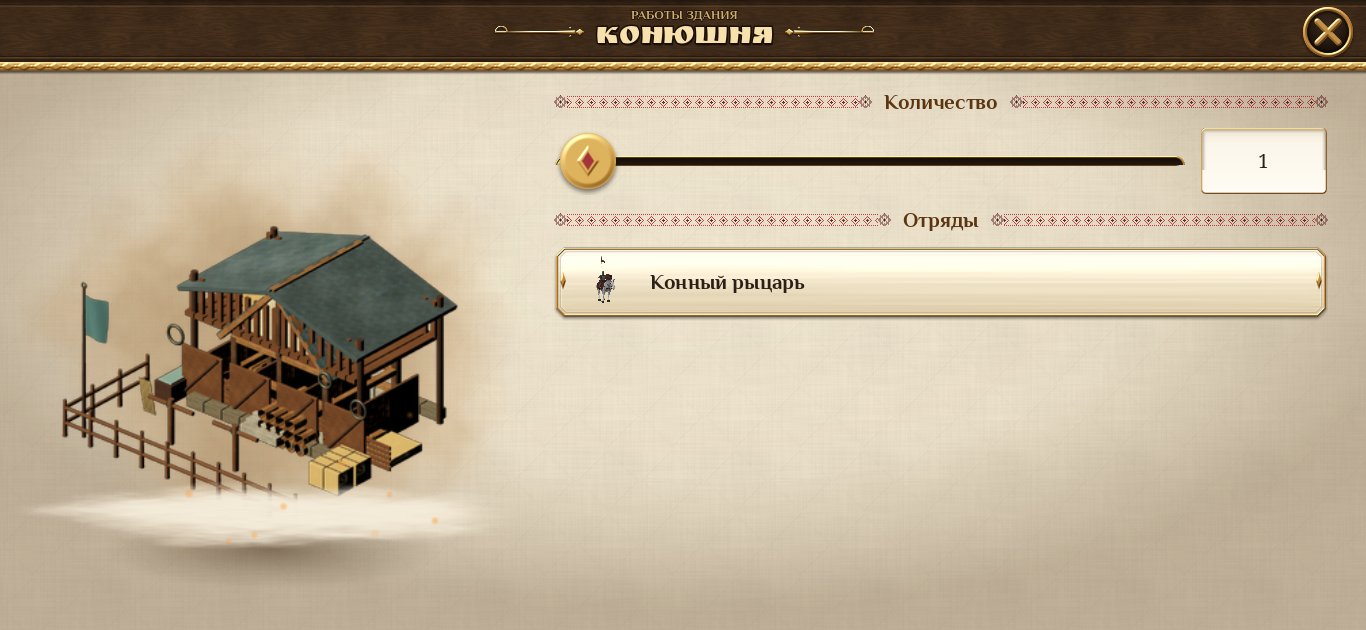 РАБОТЫ ЗДАНИЯ
КОНЮШНЯ
Количество
1
Отряды
Конный рыцарь